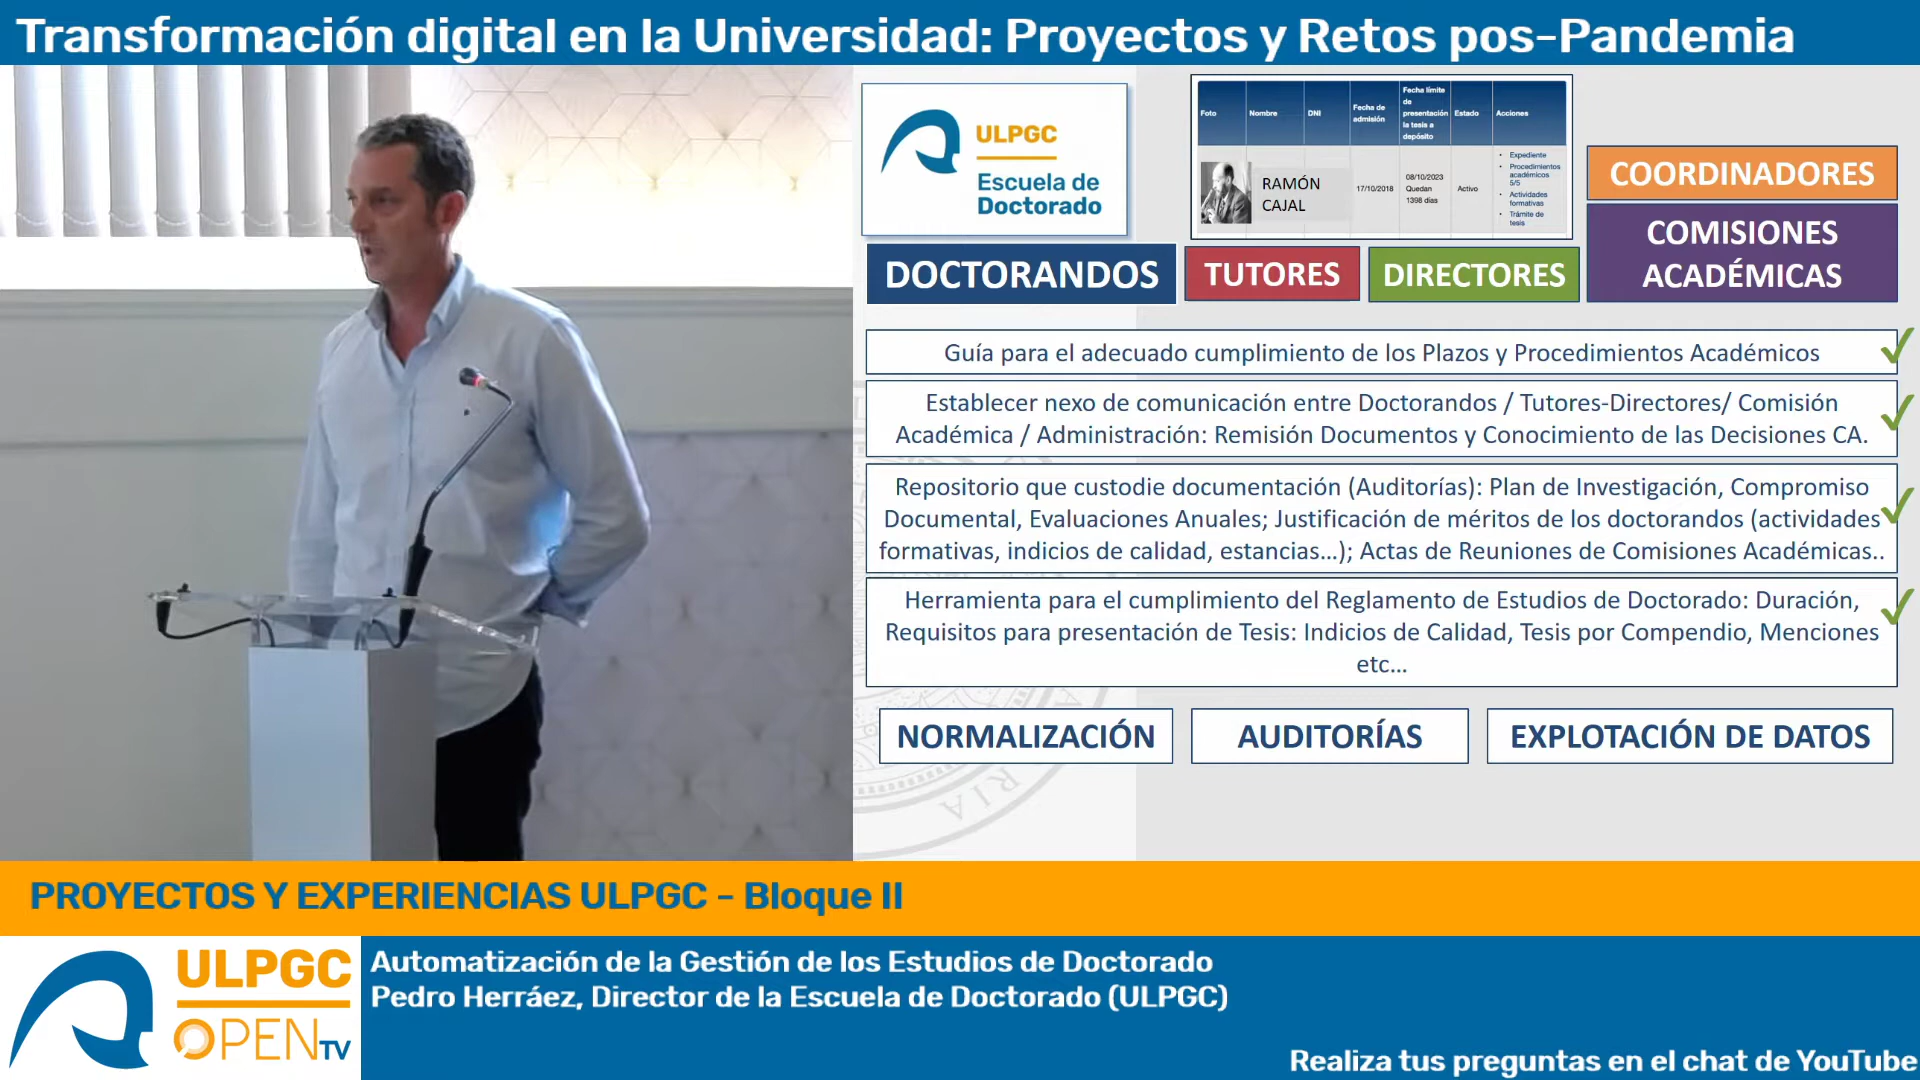 Transformación digital en la Universidad: Proyectos y Retos pos-Pandemia
ULPGC
Escuela de
Doctorado
Foto
Nombre
DNI
Fecha de
admisión
Fecha límite
de
presentación
la tesis a
depósito
Estado
Acciones
RAMÓN
CAJAL
17/10/2018
08/10/2023
Quedan
1398 días
Activo
• Expediente
• Procedimientos
académicos
5/5
• Actividades
formativas
• Trámite de
tesis
COORDINADORES
COMISIONES
ACADÉMICAS
DOCTORANDOS
TUTORES
DIRECTORES
Guía para el adecuado cumplimiento de los Plazos y Procedimientos Académicos
Establecer nexo de comunicación entre Doctorandos / Tutores-Directores/ Comisión
Académica / Administración: Remisión Documentos y Conocimiento de las Decisiones CA.
Repositorio que custodie documentación (Auditorías): Plan de Investigación, Compromiso
Documental, Evaluaciones Anuales; Justificación de méritos de los doctorandos (actividades
formativas, indicios de calidad, estancias...); Actas de Reuniones de Comisiones Académicas..
Herramienta para el cumplimiento del Reglamento de Estudios de Doctorado: Duración,
Requisitos para presentación de Tesis: Indicios de Calidad, Tesis por Compendio, Menciones
etc...
NORMALIZACIÓN
AUDITORÍAS
EXPLOTACIÓN DE DATOS
PROYECTOS Y EXPERIENCIAS ULPGC - Bloque II
ULPGC
OPENTV
Automatización de la Gestión de los Estudios de Doctorado
Pedro Herráez, Director de la Escuela de Doctorado (ULPGC)
Realiza tus preguntas en el chat de YouTube